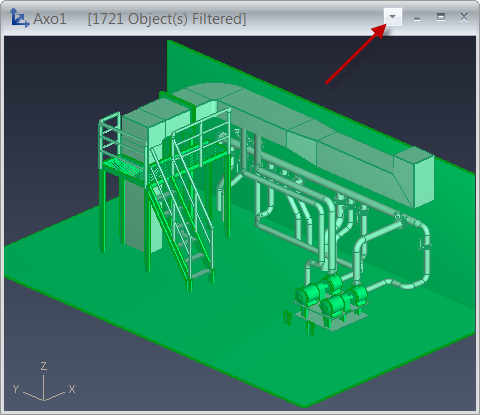 Axo1 [1721 Object(s) Filtered]
Z
Y X